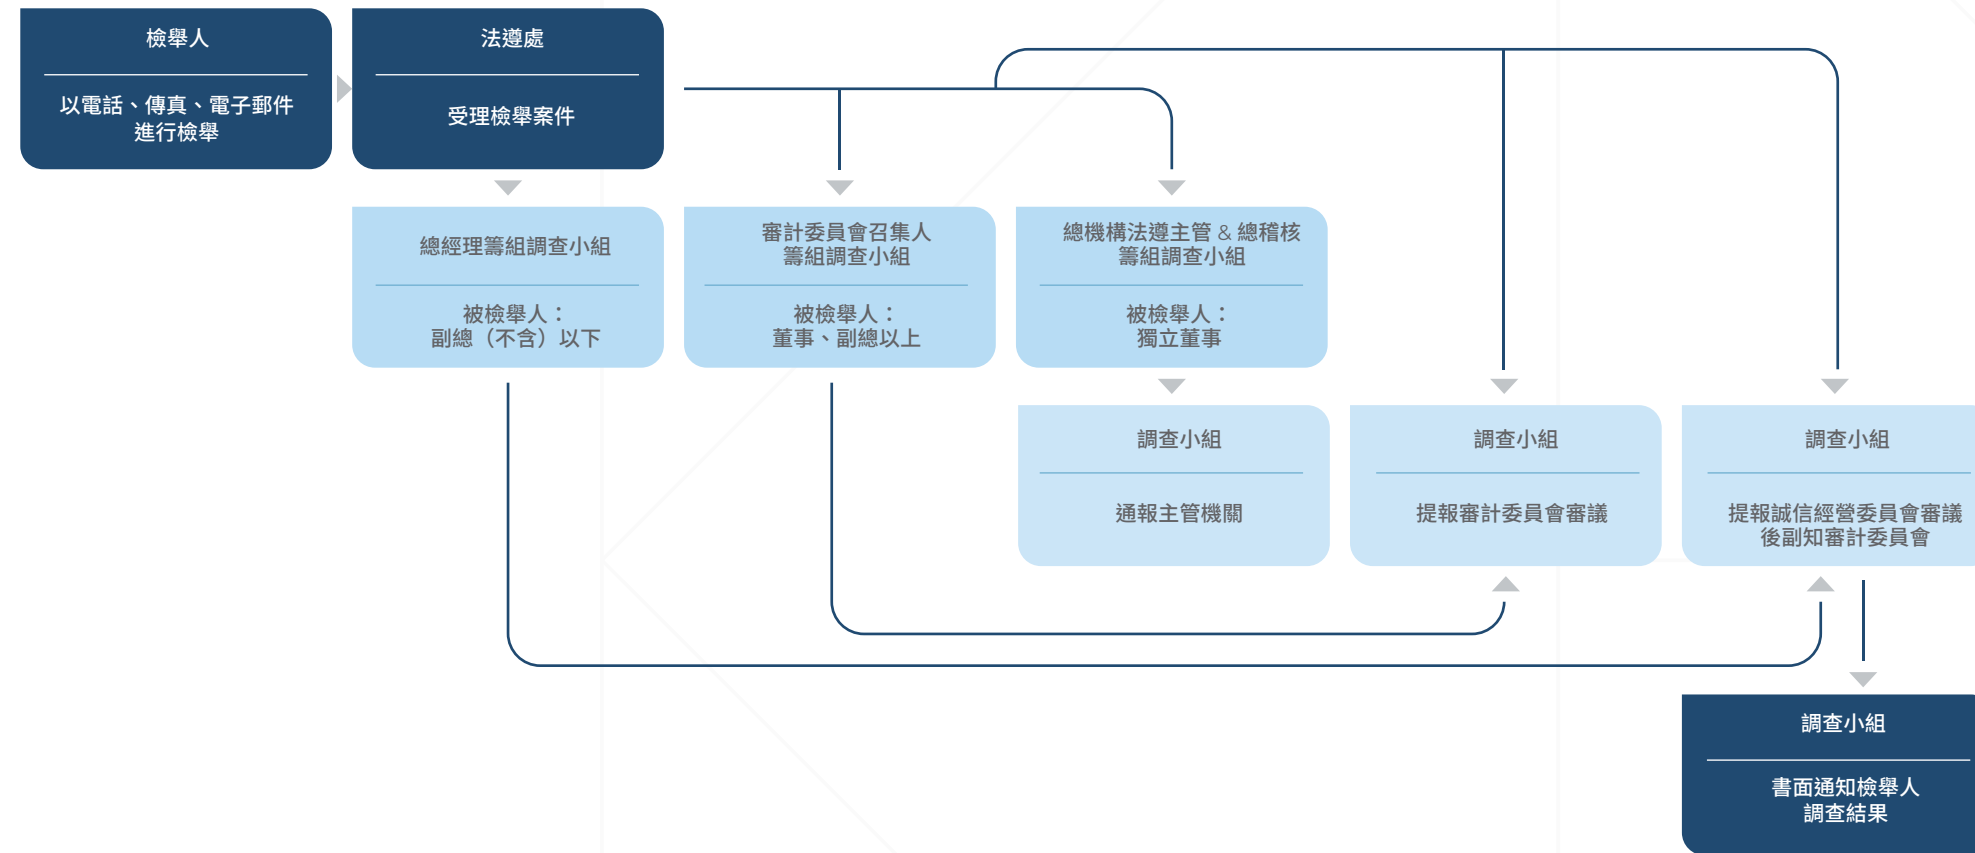 檢舉人
以電話、傳真、電子郵件
進行檢舉
法遵處
受理檢舉案件
總經理籌組調查小組
被檢舉人：
副總（不含）以下
審計委員會召集人
籌組調查小組
被檢舉人：
董事、副總以上
總機構法遵主管 & 總稽核
籌組調查小組
被檢舉人：
獨立董事
調查小組
通報主管機關
調查小組
提報審計委員會審議
調查小組
提報誠信經營委員會審議
後副知審計委員會
調查小組
書面通知檢舉人
調查結果